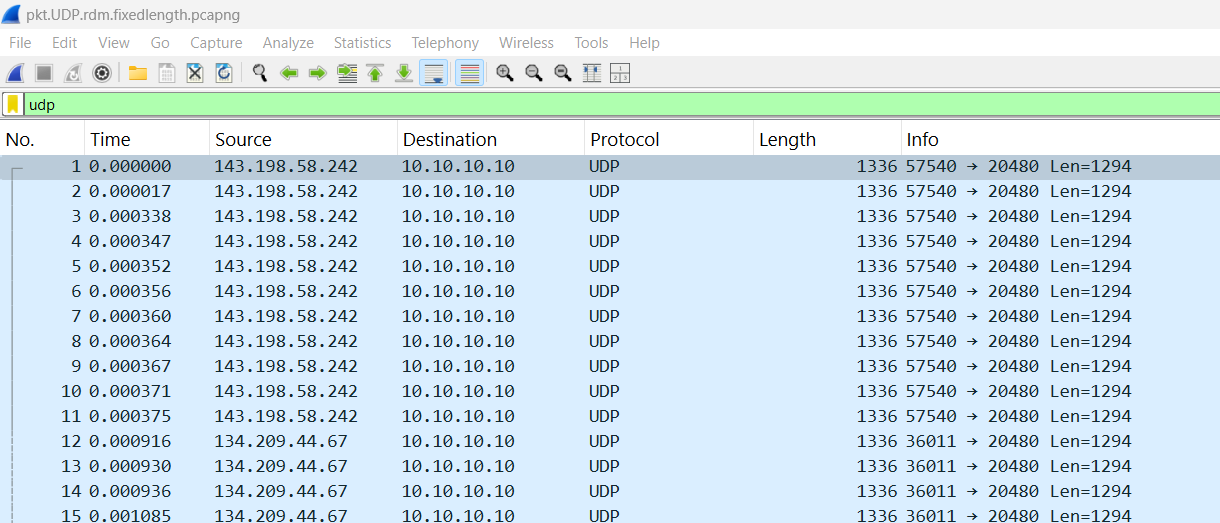 pkt.UDP.rdm.fixedlength.pcapng
File Edit View Go Capture Analyze Statistics Telephony Wireless Tools Help
udp
No. Time Source Destination Protocol Length Info
1 0.000000 143.198.58.242 10.10.10.10 UDP 1336 57540 → 20480 Len=1294
2 0.000017 143.198.58.242 10.10.10.10 UDP 1336 57540 → 20480 Len=1294
3 0.000338 143.198.58.242 10.10.10.10 UDP 1336 57540 → 20480 Len=1294
4 0.000347 143.198.58.242 10.10.10.10 UDP 1336 57540 → 20480 Len=1294
5 0.000352 143.198.58.242 10.10.10.10 UDP 1336 57540 → 20480 Len=1294
6 0.000356 143.198.58.242 10.10.10.10 UDP 1336 57540 → 20480 Len=1294
7 0.000360 143.198.58.242 10.10.10.10 UDP 1336 57540 → 20480 Len=1294
8 0.000364 143.198.58.242 10.10.10.10 UDP 1336 57540 → 20480 Len=1294
9 0.000367 143.198.58.242 10.10.10.10 UDP 1336 57540 → 20480 Len=1294
10 0.000371 143.198.58.242 10.10.10.10 UDP 1336 57540 → 20480 Len=1294
11 0.000375 143.198.58.242 10.10.10.10 UDP 1336 57540 → 20480 Len=1294
12 0.000916 134.209.44.67 10.10.10.10 UDP 1336 36011 → 20480 Len=1294
13 0.000930 134.209.44.67 10.10.10.10 UDP 1336 36011 → 20480 Len=1294
14 0.000936 134.209.44.67 10.10.10.10 UDP 1336 36011 → 20480 Len=1294
15 0.001085 134.209.44.67 10.10.10.10 UDP 1336 36011 → 20480 Len=1294